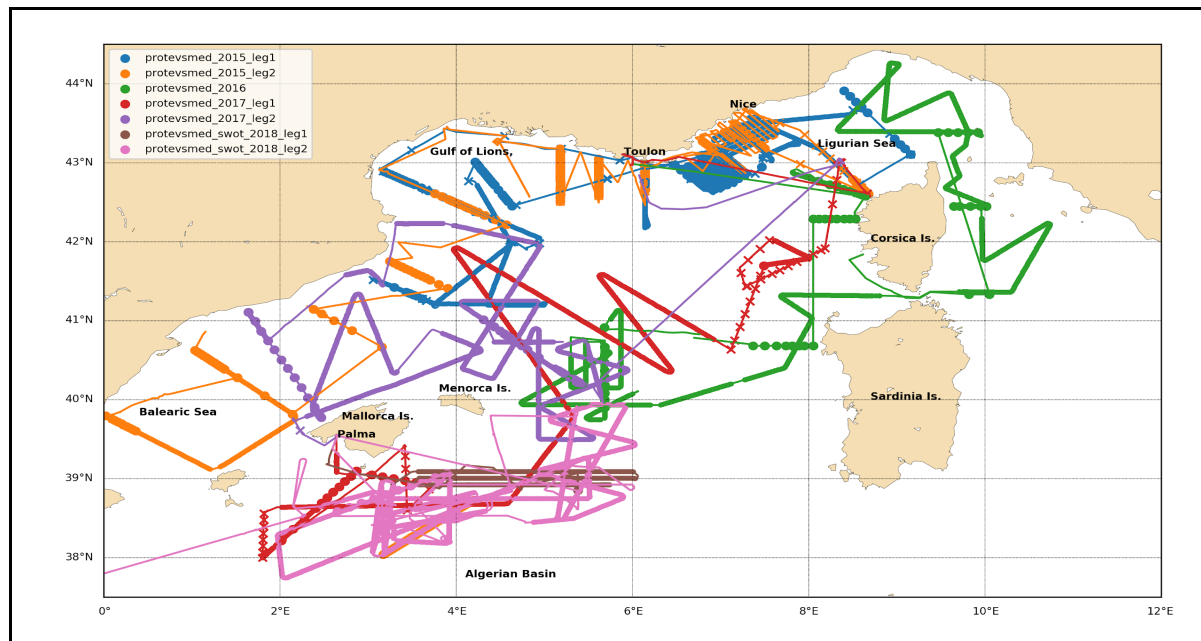 protevsmed_2015_leg1
protevsmed_2015_leg2
protevsmed_2016
protevsmed_2017_leg1
protevsmed_2017_leg2
protevsmed_swot_2018_leg1
protevsmed_swot_2018_leg2
44°N
43°N
42°N
41°N
40°N
39°N
38°N
Nice
Gulf of Lions,
Toulon
Ligurian Sea
Corsica Is.
Menorca Is.
Sardinia Is.
Balearic Sea
Mallorca Is.
Palma
Algerian Basin
0°
2°E
4°E
6°E
8°E
10°E
12°E